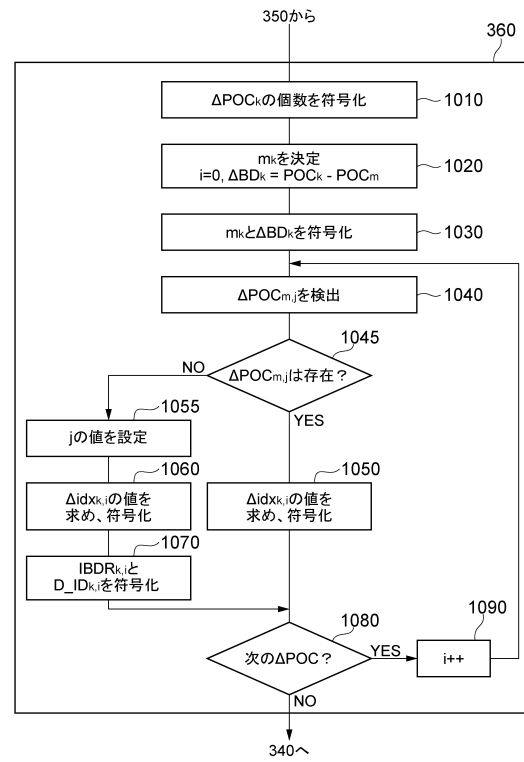 350から
360
ΔPOCkの個数を符号化
1010
mkを決定
i=0, ΔBDk = POCk - POCm
1020
mkとΔBDkを符号化
1030
ΔPOCm,jを検出
1040
1045
ΔPOCm,jは存在？
NO
YES
1055
jの値を設定
1060
Δidxk,iの値を
求め、符号化
1050
Δidxk,iの値を
求め、符号化
1070
IBDRk,iと
D_IDk,iを符号化
1080
次のΔPOC？
YES
1090
i++
NO
340へ